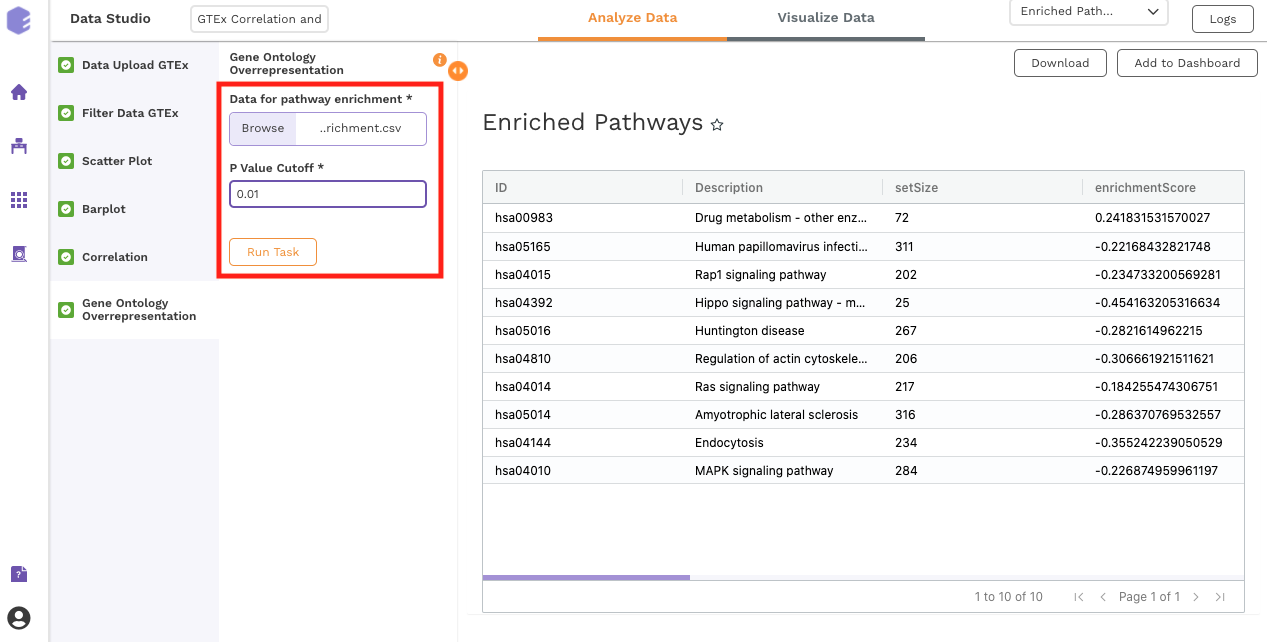 Data Studio
GTEx Correlation and
Analyze Data
Visualize Data
Enriched Path...
Logs
Data Upload GTEx
Filter Data GTEx
Scatter Plot
Barplot
Correlation
Gene Ontology
Overrepresentation
Gene Ontology
Overrepresentation
i
Data for pathway enrichment *
Browse ..richment.csv
P Value Cutoff *
0.01
Run Task
Download
Add to Dashboard
Enriched Pathways
ID Description setSize enrichmentScore
hsa00983 Drug metabolism - other enz... 72 0.241831531570027
hsa05165 Human papillomavirus infecti... 311 -0.22168432821748
hsa04015 Rap1 signaling pathway 202 -0.234733200569281
hsa04392 Hippo signaling pathway - m... 25 -0.454163205316634
hsa05016 Huntington disease 267 -0.2821614962215
hsa04810 Regulation of actin cytoskele... 206 -0.306661921511621
hsa04014 Ras signaling pathway 217 -0.184255474306751
hsa05014 Amyotrophic lateral sclerosis 316 -0.286370769532557
hsa04144 Endocytosis 234 -0.355242239050529
hsa04010 MAPK signaling pathway 284 -0.226874959961197
1 to 10 of 10 Page 1 of 1
?